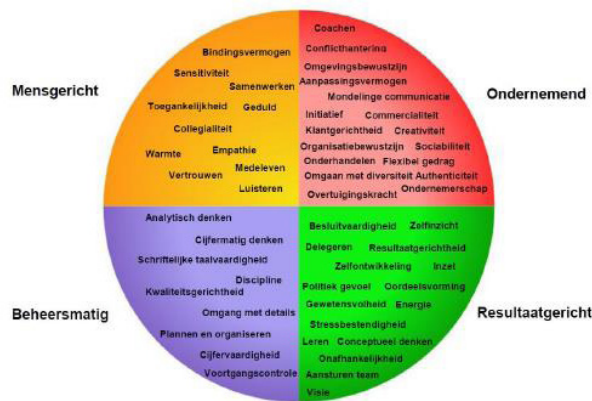 Mensgericht
Bindingsvermogen
Sensitiviteit
Samenwerken
Toegankelijkheid Geduld
Collegialiteit
Warmte Empathie
Vertrouwen Medeleven
Luisteren
Ondernemend
Coachen
Conflicthantering
Omgevingsbewustzijn
Aanpassingsvermogen
Mondelinge communicatie
Initiatief Commercialiteit
Klantgerichtheid Creativiteit
Organisatiebewustzijn Sociabiliteit
Onderhandelen Flexibel gedrag
Omgaan met diversiteit Authenticiteit
Overtuigingskracht Ondernemerschap
Beheersmatig
Analytisch denken
Cijfermatig denken
Schriftelijke taalvaardigheid
Discipline
Kwaliteitsgerichtheid
Omgang met details
Plannen en organiseren
Cijfervaardigheid
Voortgangscontrole
Resultaatgericht
Besluitvaardigheid Zelfinzicht
Delegeren Resultaatgerichtheid
Zelfontwikkeling Inzet
Politiek gevoel Oordeelsvorming
Gewetensvolheid Energie
Stressbestendigheid
Leren Conceptueel denken
Onafhankelijkheid
Aansturen team
Visie